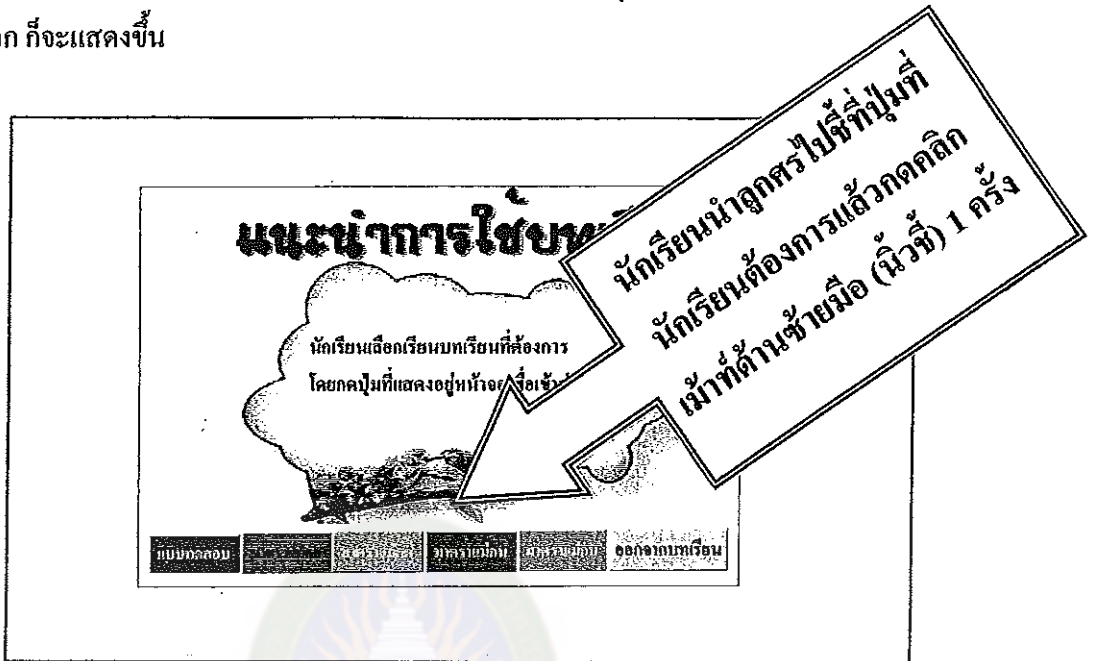 ก็จะแสดงขึ้น
แนะนำการใช้
นักเรียนเลือกเรียนบทเรียนที่ต้องการ
โดยกดปุ่มที่แสดงอยู่หน้าจอ
นักเรียนนำลูกศรไปชี้ที่ปุ่มที่
นักเรียนต้องการแล้วกดคลิก
เม้าท์ด้านซ้ายมือ (นิ้วชี้) 1 ครั้ง
แบบทดสอบ
มาตราแม่กม
ออกจากบทเรียน